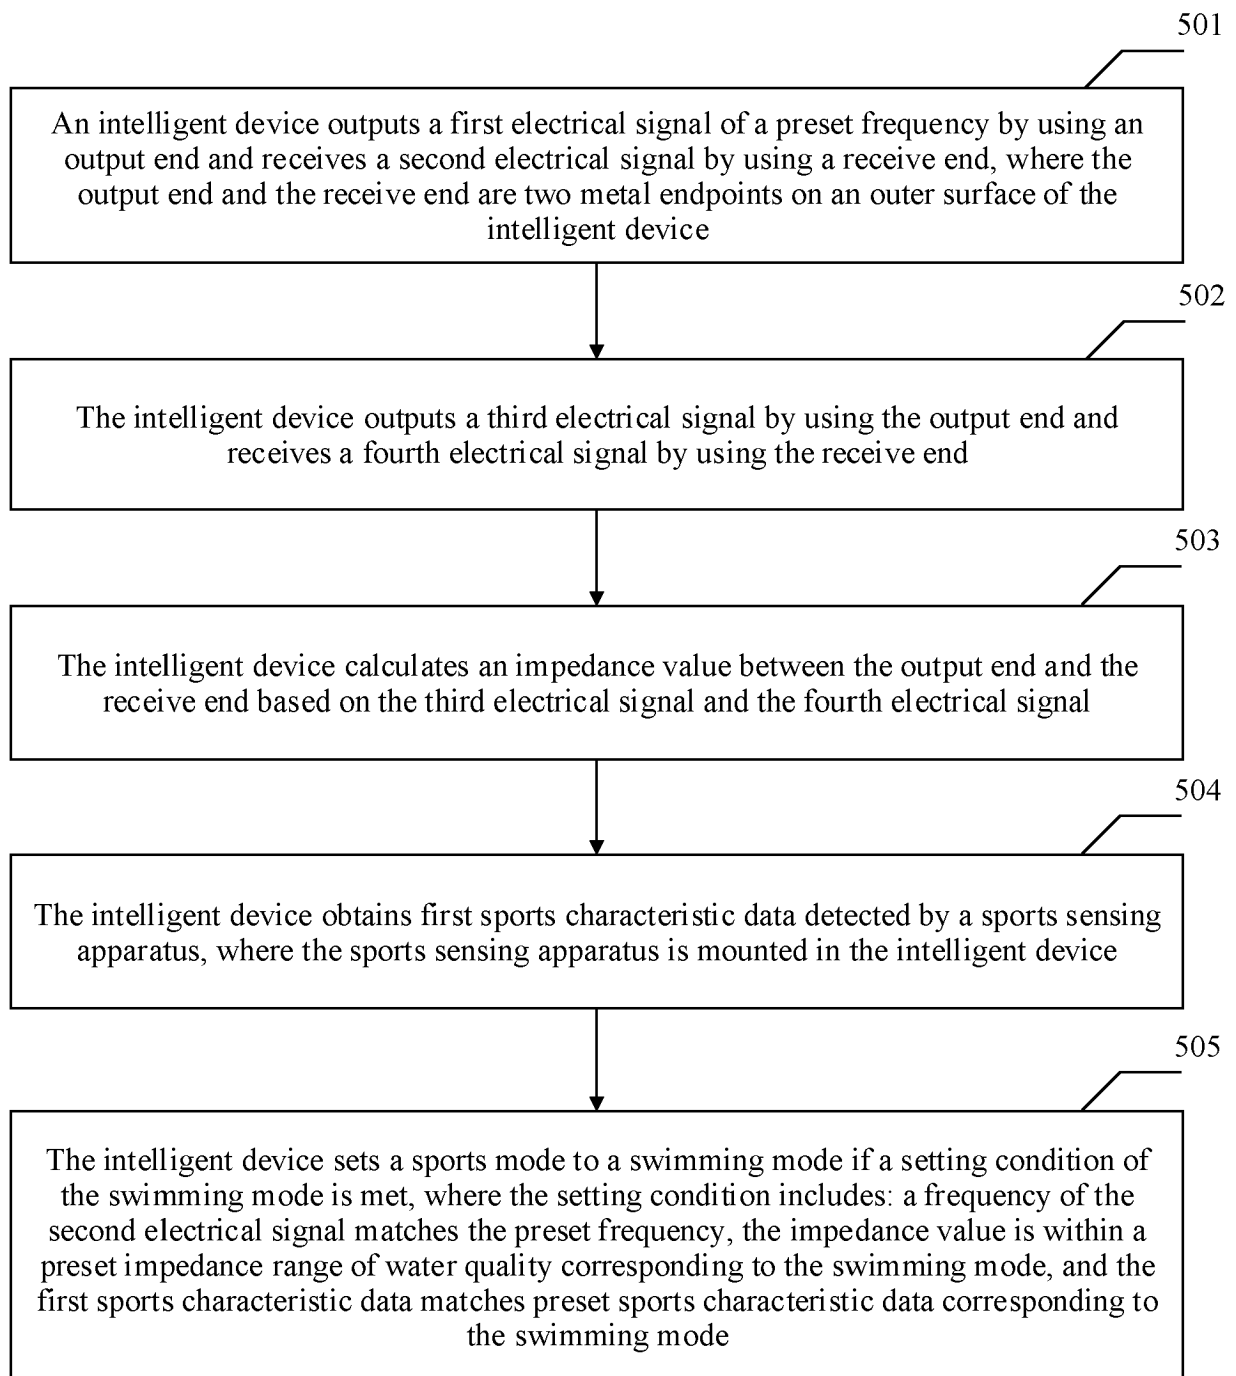 501
An intelligent device outputs a first electrical signal of a preset frequency by using an
output end and receives a second electrical signal by using a receive end, where the
output end and the receive end are two metal endpoints on an outer surface of the
intelligent device
502
The intelligent device outputs a third electrical signal by using the output end and
receives a fourth electrical signal by using the receive end
503
The intelligent device calculates an impedance value between the output end and the
receive end based on the third electrical signal and the fourth electrical signal
504
The intelligent device obtains first sports characteristic data detected by a sports sensing
apparatus, where the sports sensing apparatus is mounted in the intelligent device
505
The intelligent device sets a sports mode to a swimming mode if a setting condition of
the swimming mode is met, where the setting condition includes: a frequency of the
second electrical signal matches the preset frequency, the impedance value is within a
preset impedance range of water quality corresponding to the swimming mode, and the
first sports characteristic data matches preset sports characteristic data corresponding to
the swimming mode